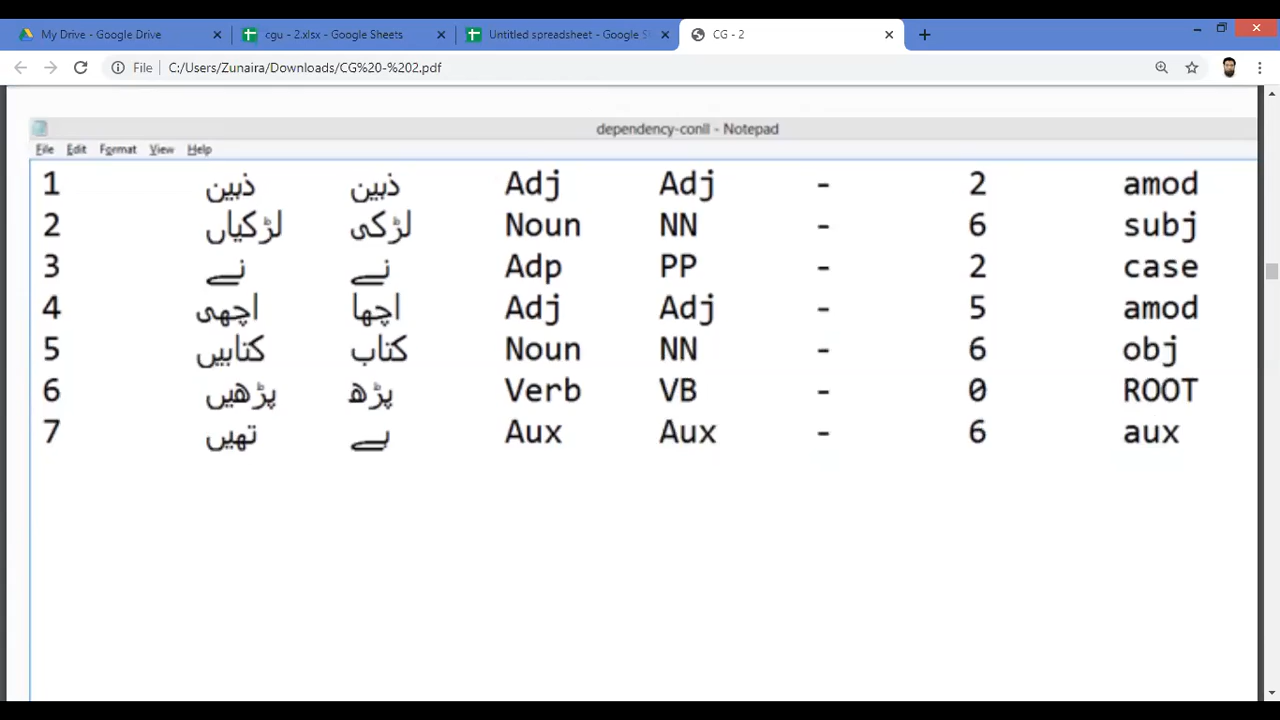 My Drive - Google Drive
cgu - 2.xlsx - Google Sheets
Untitled spreadsheet - Google S
CG - 2
File C:/Users/Zunaira/Downloads/CG%20-%202.pdf
dependency-conll - Notepad
File Edit Format View Help
1 ذہین ذہین Adj Adj - 2 amod
2 لڑکیاں لڑکی Noun NN - 6 subj
3 نے نے Adp PP - 2 case
4 اچھی اچھا Adj Adj - 5 amod
5 کتابیں کتاب Noun NN - 6 obj
6 پڑھیں پڑھ Verb VB - 0 ROOT
7 تھیں ہے Aux Aux - 6 aux